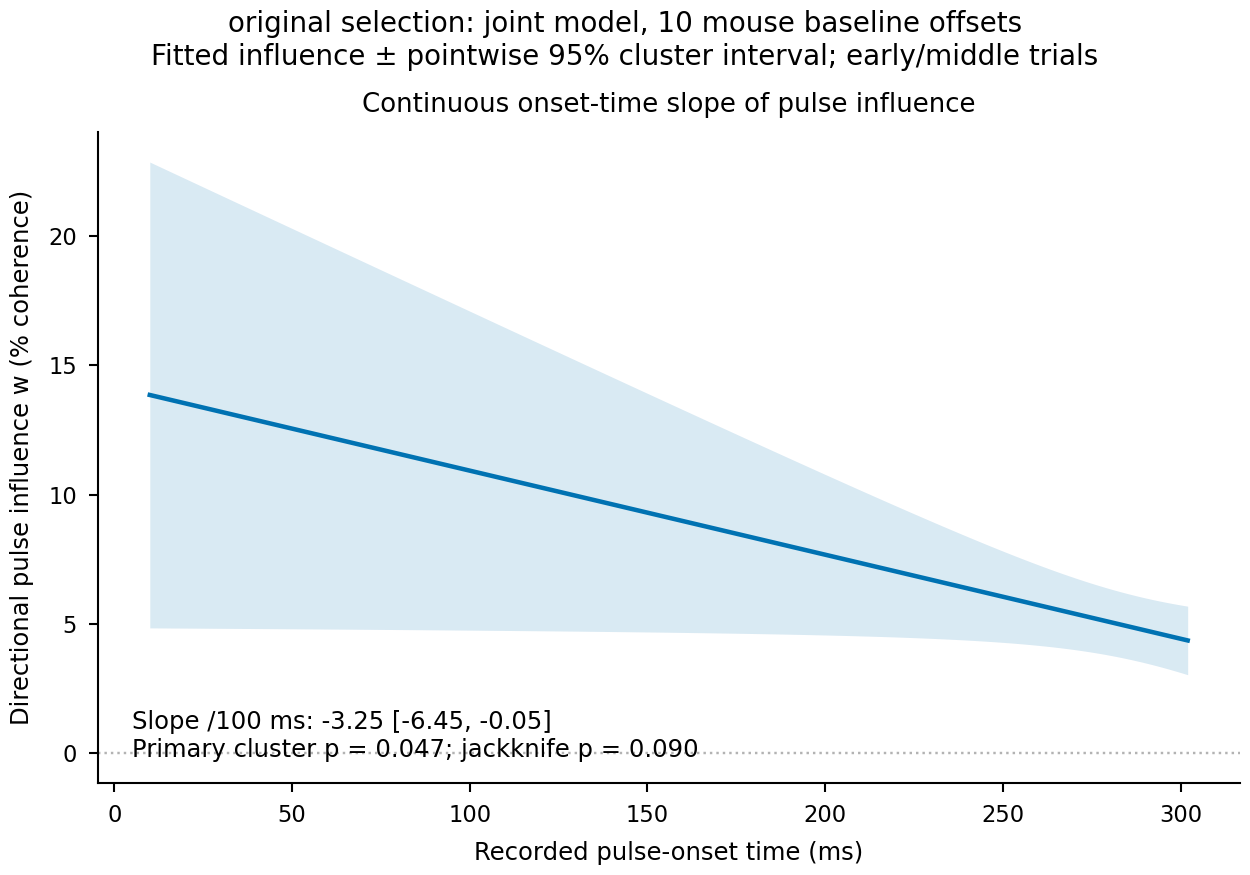 original selection: joint model, 10 mouse baseline offsets
Fitted influence ± pointwise 95% cluster interval; early/middle trials
Continuous onset-time slope of pulse influence
Directional pulse influence w (% coherence)
20
15
10
5
0
Slope /100 ms: -3.25 [-6.45, -0.05]
Primary cluster p = 0.047; jackknife p = 0.090
0
50
100
150
200
250
300
Recorded pulse-onset time (ms)